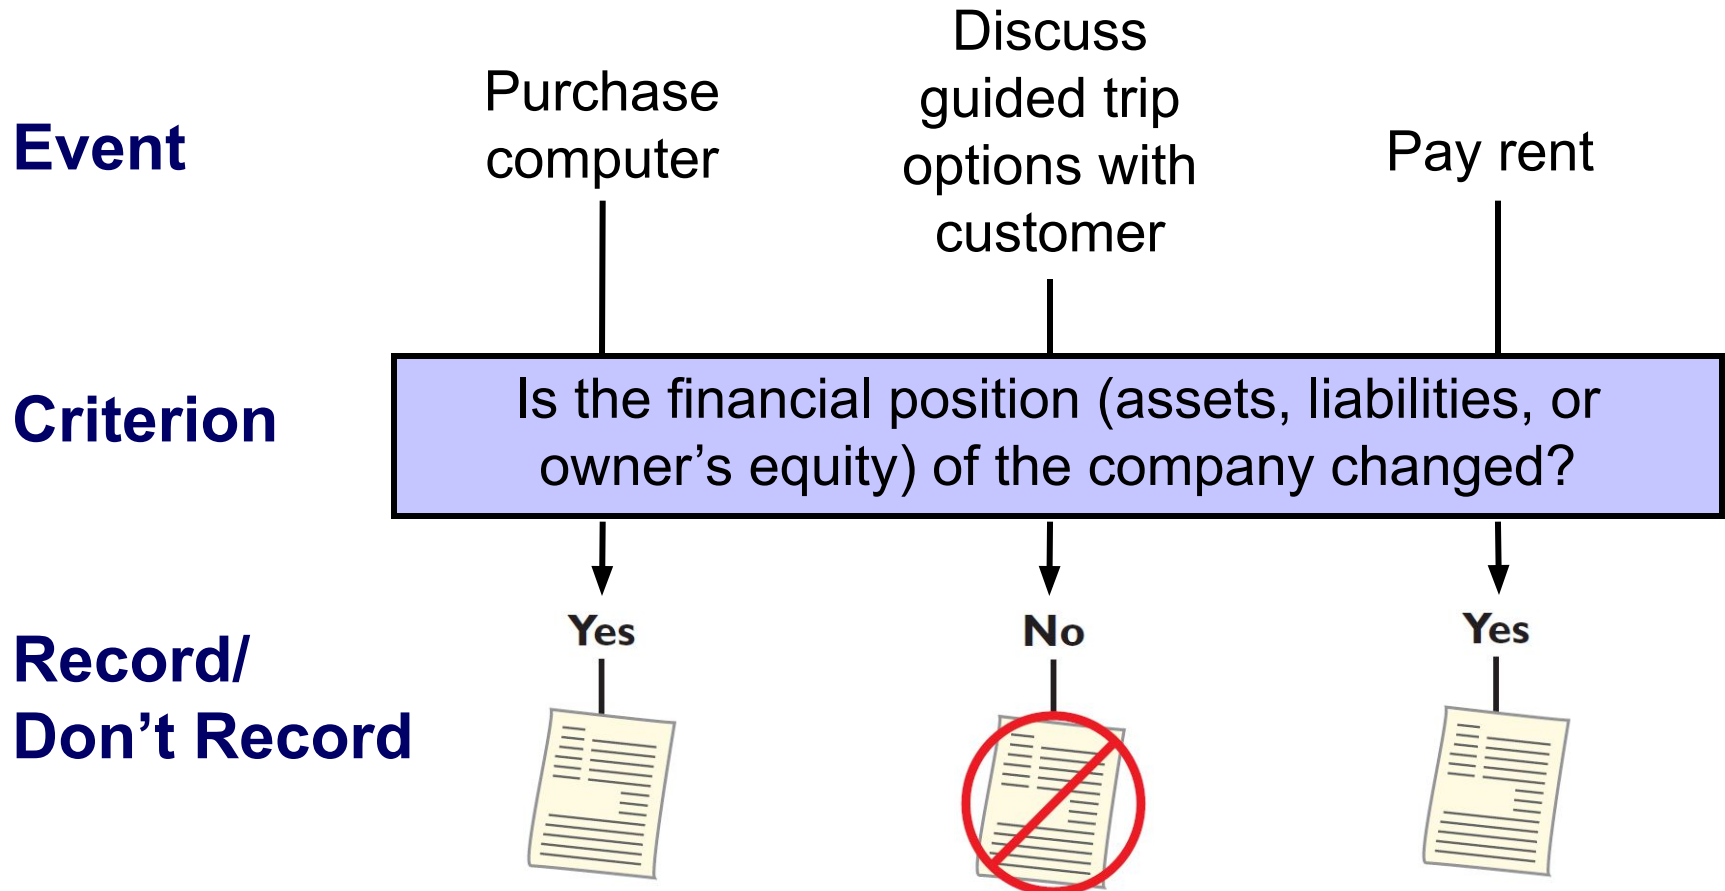 Event
Purchase
computer
Discuss
guided trip
options with
customer
Pay rent
Criterion
Is the financial position (assets, liabilities, or
owner’s equity) of the company changed?
Record/
Don’t Record
Yes
No
Yes